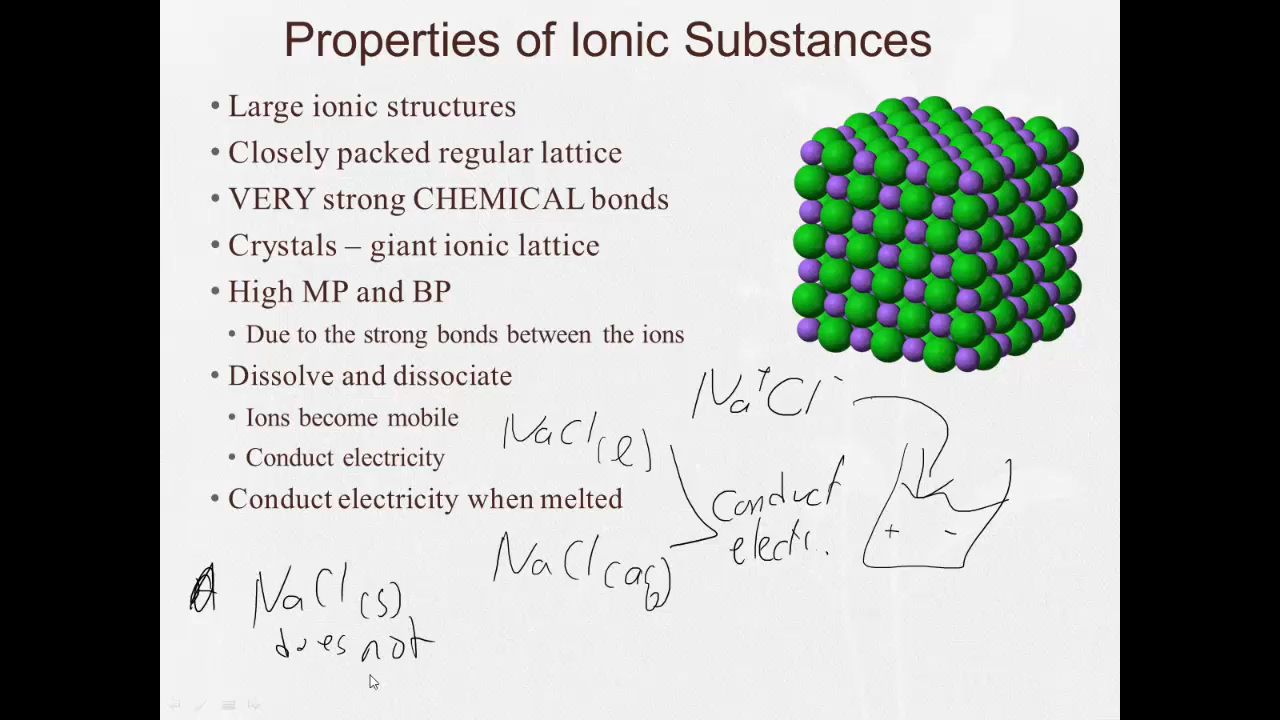 Properties of Ionic Substances
• Large ionic structures
• Closely packed regular lattice
• VERY strong CHEMICAL bonds
• Crystals – giant ionic lattice
• High MP and BP
• Due to the strong bonds between the ions
• Dissolve and dissociate
• Ions become mobile
• Conduct electricity
• Conduct electricity when melted
Na⁺Cl⁻
NaCl(l)
conduct
electri.
NaCl(aq)
+ -
NaCl(s)
does not